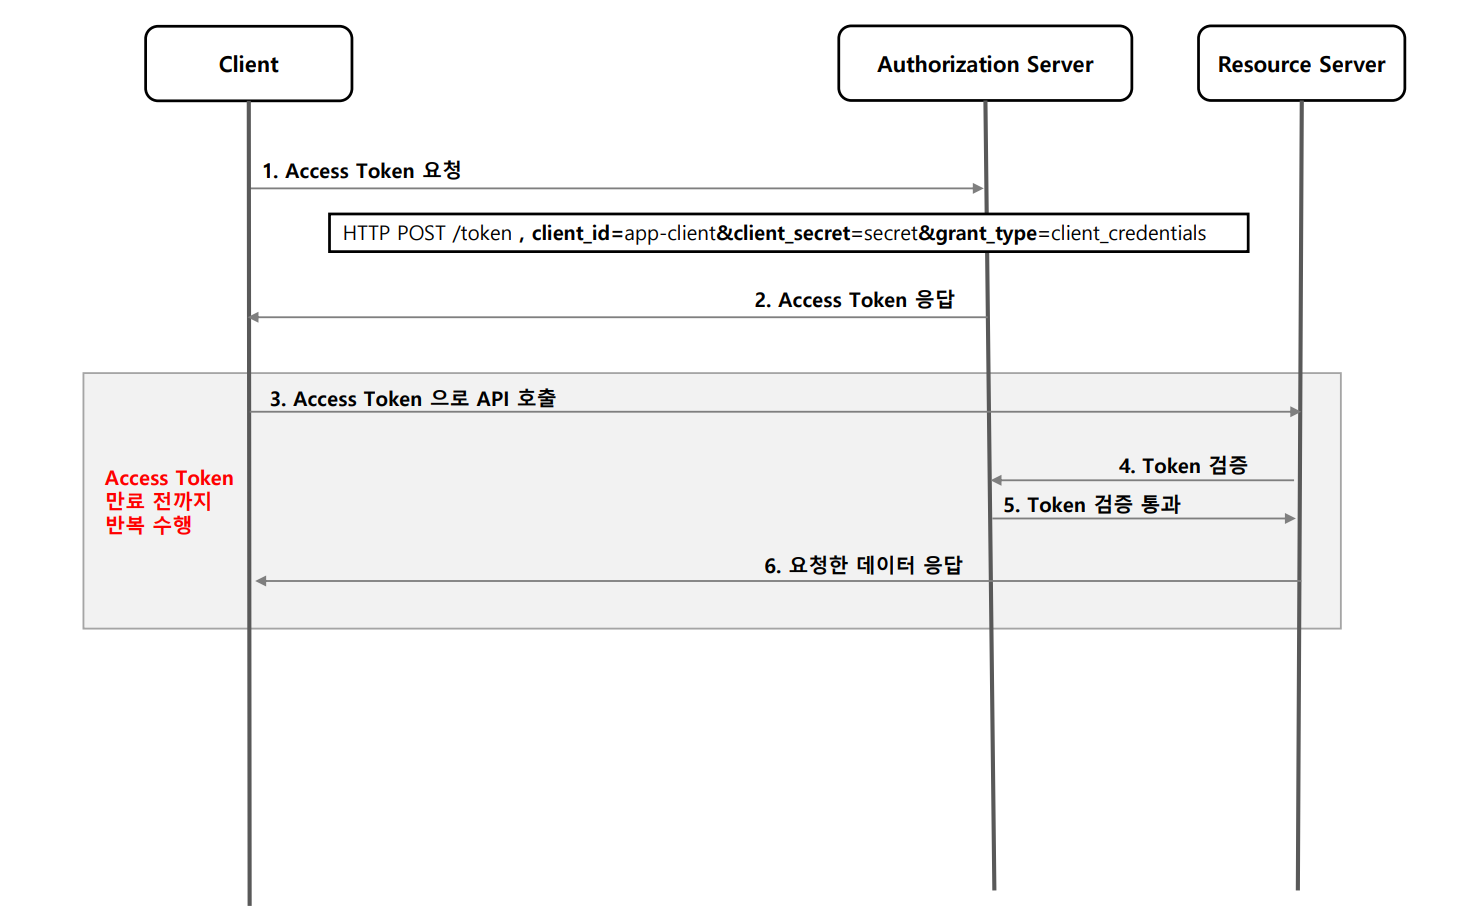 Client
Authorization Server
Resource Server
1. Access Token 요청
HTTP POST /token , client_id=app-client&client_secret=secret&grant_type=client_credentials
2. Access Token 응답
3. Access Token 으로 API 호출
4. Token 검증
Access Token
만료 전까지
반복 수행
5. Token 검증 통과
6. 요청한 데이터 응답